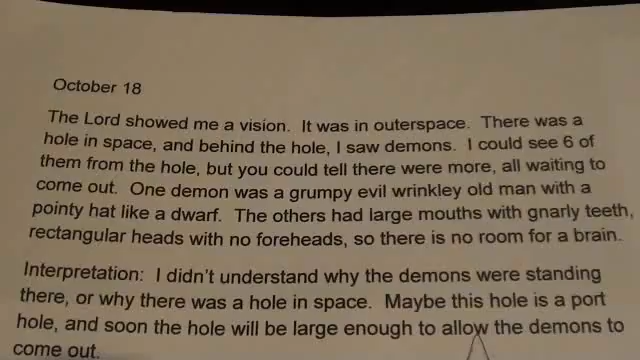 October 18
The Lord showed me a vision.  It was in outerspace.  There was a
hole in space, and behind the hole, I saw demons.  I could see 6 of
them from the hole, but you could tell there were more, all waiting to
come out.  One demon was a grumpy evil wrinkley old man with a
pointy hat like a dwarf.  The others had large mouths with gnarly teeth,
rectangular heads with no foreheads, so there is no room for a brain.
Interpretation:  I didn't understand why the demons were standing
there, or why there was a hole in space.  Maybe this hole is a port
hole, and soon the hole will be large enough to allow the demons to
come out.